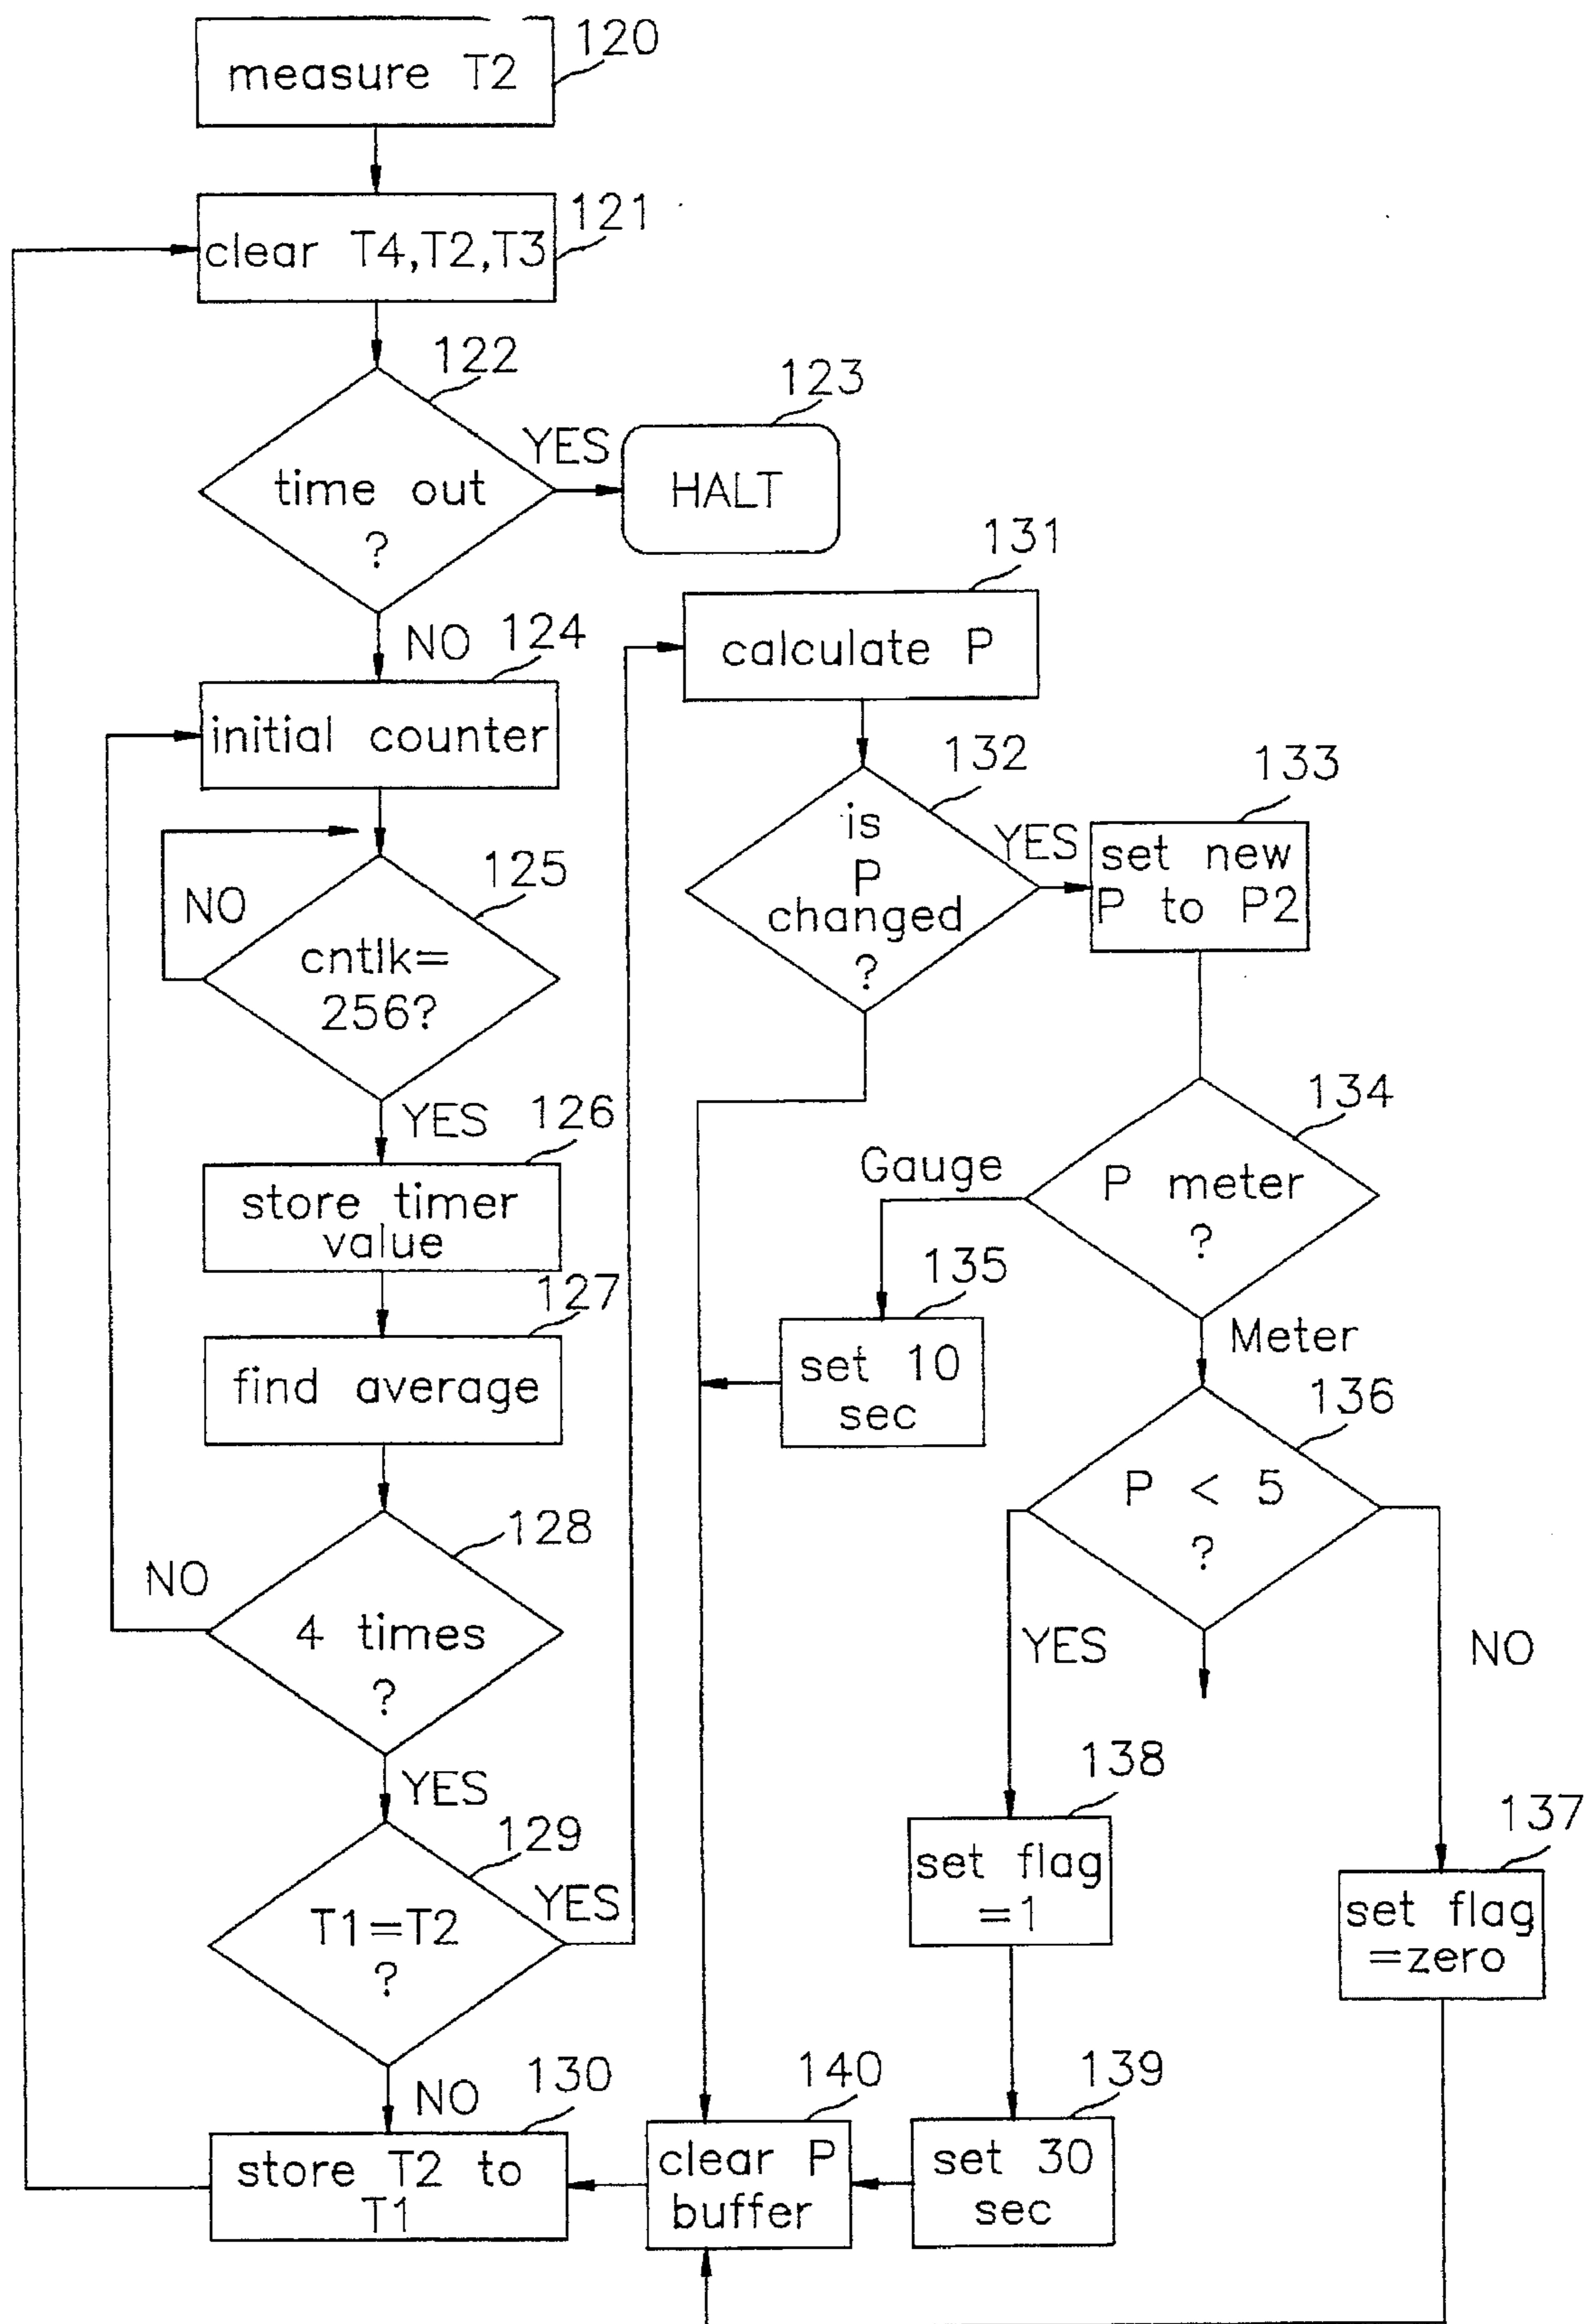 measure T2
120
clear T4,T2,T3
121
122
time out
?
YES
123
HALT
NO
124
initial counter
125
NO
cntlk=
256?
YES
126
store timer
value
127
find average
128
NO
4 times
?
YES
129
T1=T2
?
YES
NO
130
store T2 to
T1
131
calculate P
132
is
P
changed
?
YES
133
set new
P to P2
134
Gauge
P meter
?
135
set 10
sec
Meter
136
P < 5
?
YES
NO
138
set flag
=1
137
set flag
=zero
140
clear P
buffer
139
set 30
sec